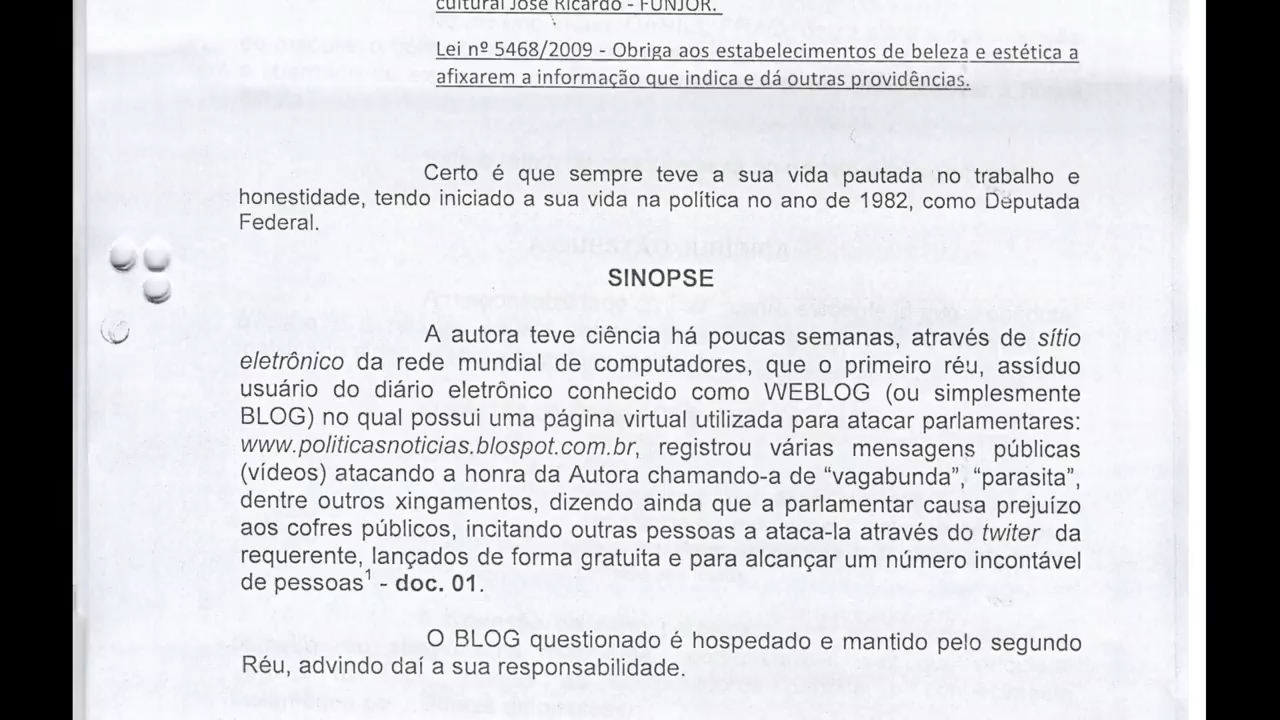 cultural José Ricardo - FUNJOR.
Lei nº 5468/2009 - Obriga aos estabelecimentos de beleza e estética a
afixarem a informação que indica e dá outras providências.
Certo é que sempre teve a sua vida pautada no trabalho e
honestidade, tendo iniciado a sua vida na política no ano de 1982, como Deputada
Federal.
SINOPSE
A autora teve ciência há poucas semanas, através de sítio
eletrônico da rede mundial de computadores, que o primeiro réu, assíduo
usuário do diário eletrônico conhecido como WEBLOG (ou simplesmente
BLOG) no qual possui uma página virtual utilizada para atacar parlamentares:
www.politicasnoticias.blospot.com.br, registrou várias mensagens públicas
(vídeos) atacando a honra da Autora chamando-a de “vagabunda”, “parasita”,
dentre outros xingamentos, dizendo ainda que a parlamentar causa prejuízo
aos cofres públicos, incitando outras pessoas a ataca-la através do twiter da
requerente, lançados de forma gratuita e para alcançar um número incontável
de pessoas¹ - doc. 01.
O BLOG questionado é hospedado e mantido pelo segundo
Réu, advindo daí a sua responsabilidade.